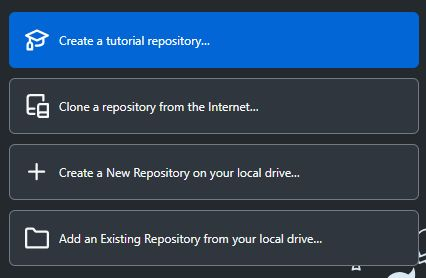 Create a tutorial repository...
Clone a repository from the Internet...
Create a New Repository on your local drive...
Add an Existing Repository from your local drive...